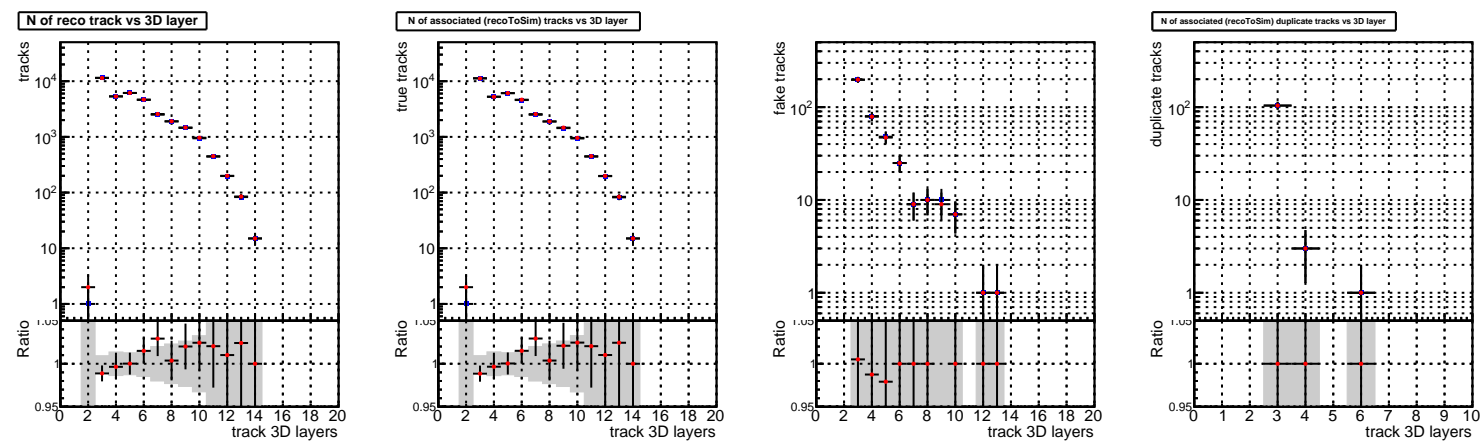 N of reco track vs 3D layer
tracks
10⁴
10³
10²
10
1
Ratio
1.05
1
0.95
0 2 4 6 8 10 12 14 16 18 20
track 3D layers
N of associated (recoToSim) tracks vs 3D layer
true tracks
10⁴
10³
10²
10
1
Ratio
1.05
1
0.95
0 2 4 6 8 10 12 14 16 18 20
track 3D layers
fake tracks
10²
10
1
Ratio
1.05
1
0.95
0 2 4 6 8 10 12 14 16 18 20
track 3D layers
N of associated (recoToSim) duplicate tracks vs 3D layer
duplicate tracks
10²
10
1
Ratio
1.05
1
0.95
0 1 2 3 4 5 6 7 8 9 10
track 3D layers